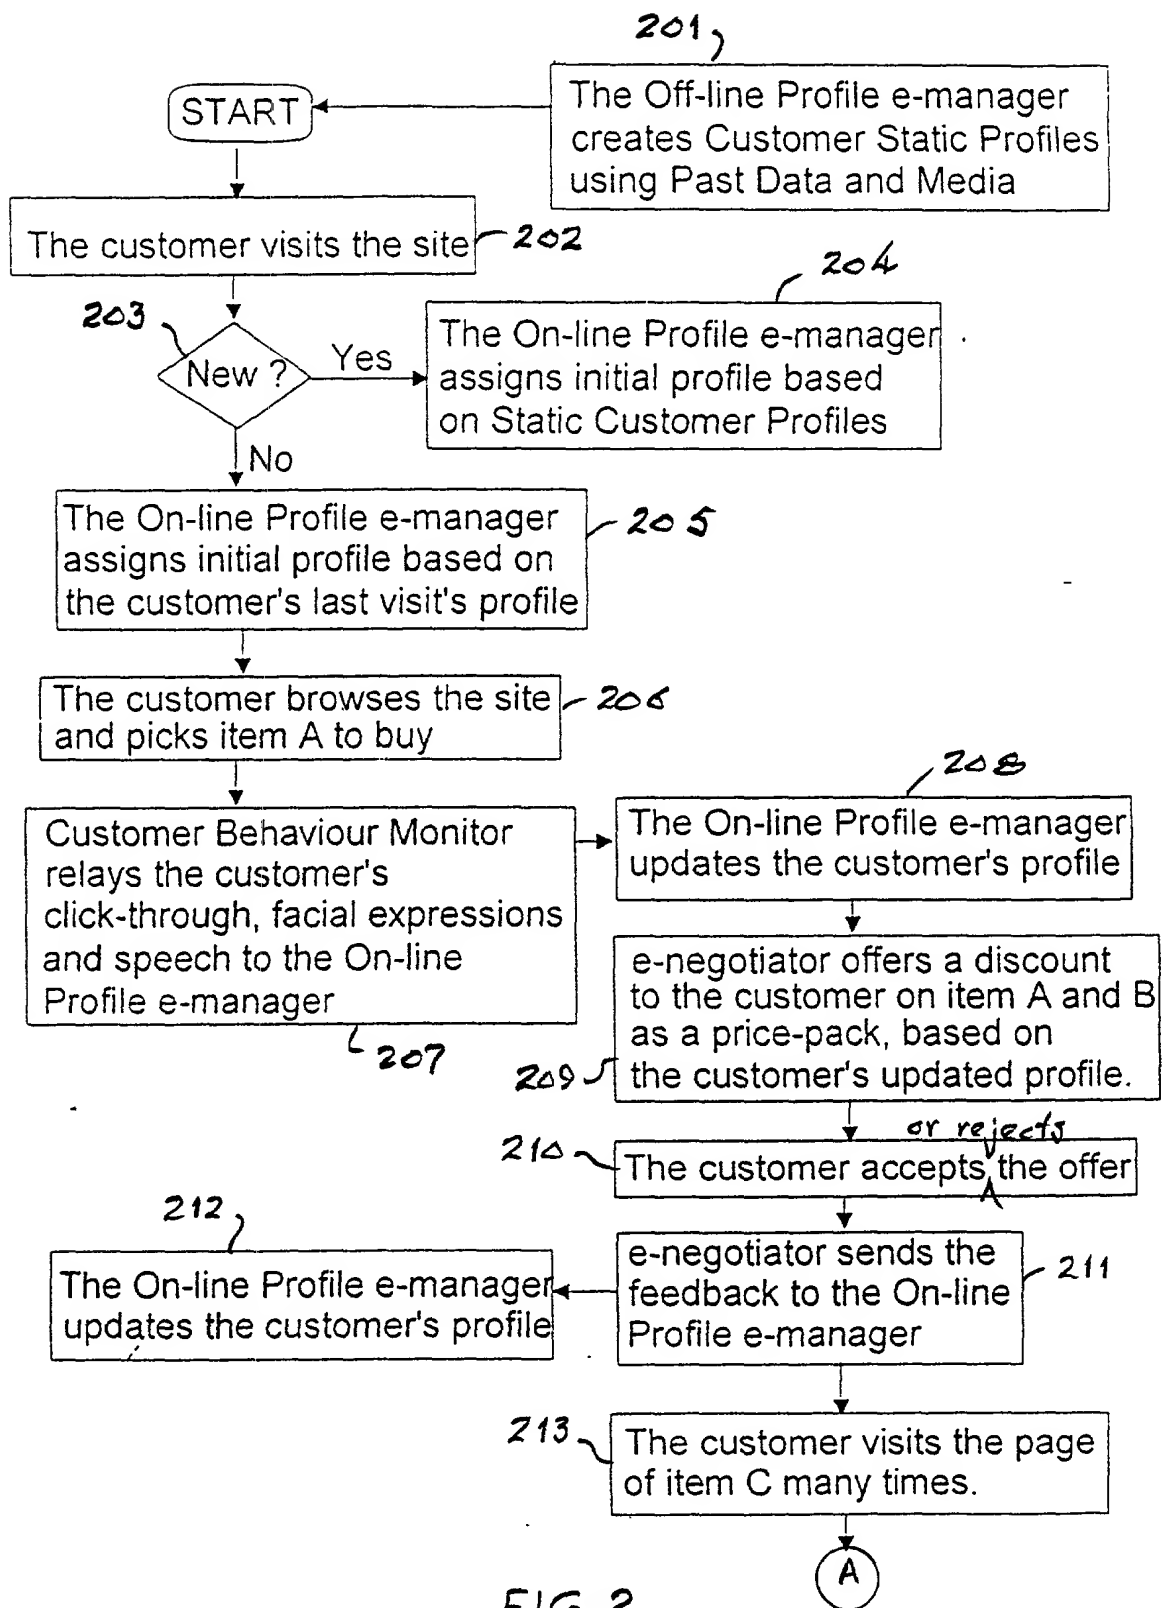 201
START
The Off-line Profile e-manager
creates Customer Static Profiles
using Past Data and Media
The customer visits the site
202
203
New ?
Yes
204
The On-line Profile e-manager
assigns initial profile based
on Static Customer Profiles
No
The On-line Profile e-manager
assigns initial profile based on
the customer's last visit's profile
205
The customer browses the site
and picks item A to buy
206
Customer Behaviour Monitor
relays the customer's
click-through, facial expressions
and speech to the On-line
Profile e-manager
207
208
The On-line Profile e-manager
updates the customer's profile
e-negotiator offers a discount
to the customer on item A and B
as a price-pack, based on
the customer's updated profile.
209
or rejects
210
The customer accepts the offer
211
e-negotiator sends the
feedback to the On-line
Profile e-manager
212
The On-line Profile e-manager
updates the customer's profile
213
The customer visits the page
of item C many times.
A